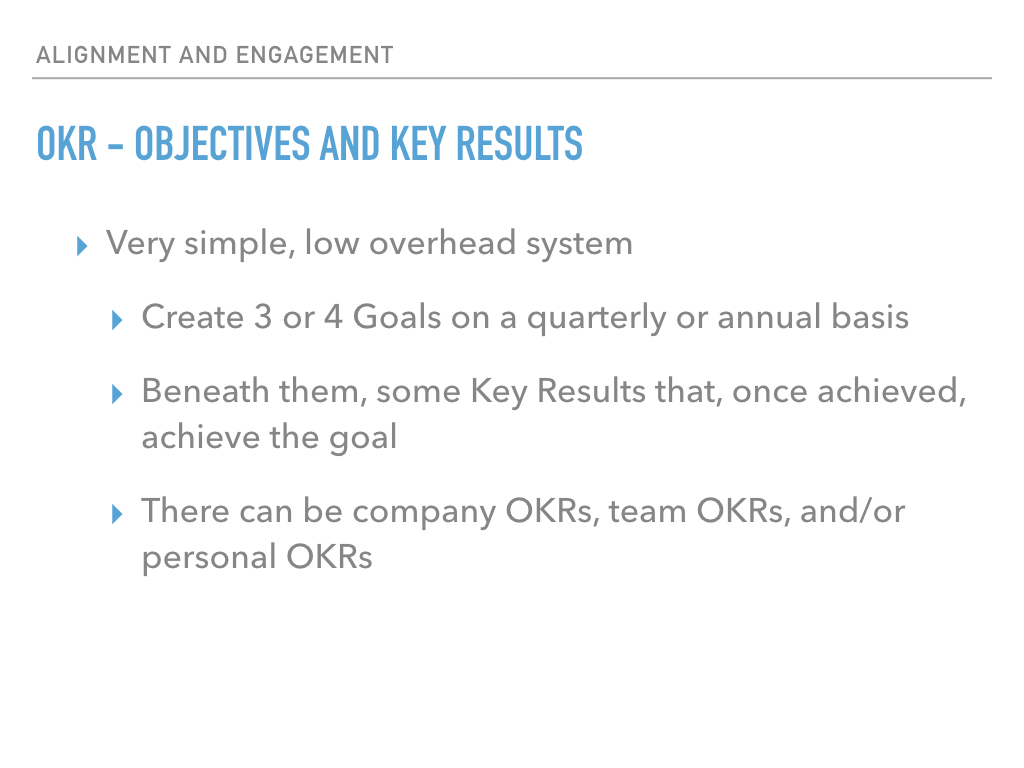 ALIGNMENT AND ENGAGEMENT
OKR – OBJECTIVES AND KEY RESULTS
Very simple, low overhead system
Create 3 or 4 Goals on a quarterly or annual basis
Beneath them, some Key Results that, once achieved,
achieve the goal
There can be company OKRs, team OKRs, and/or
personal OKRs